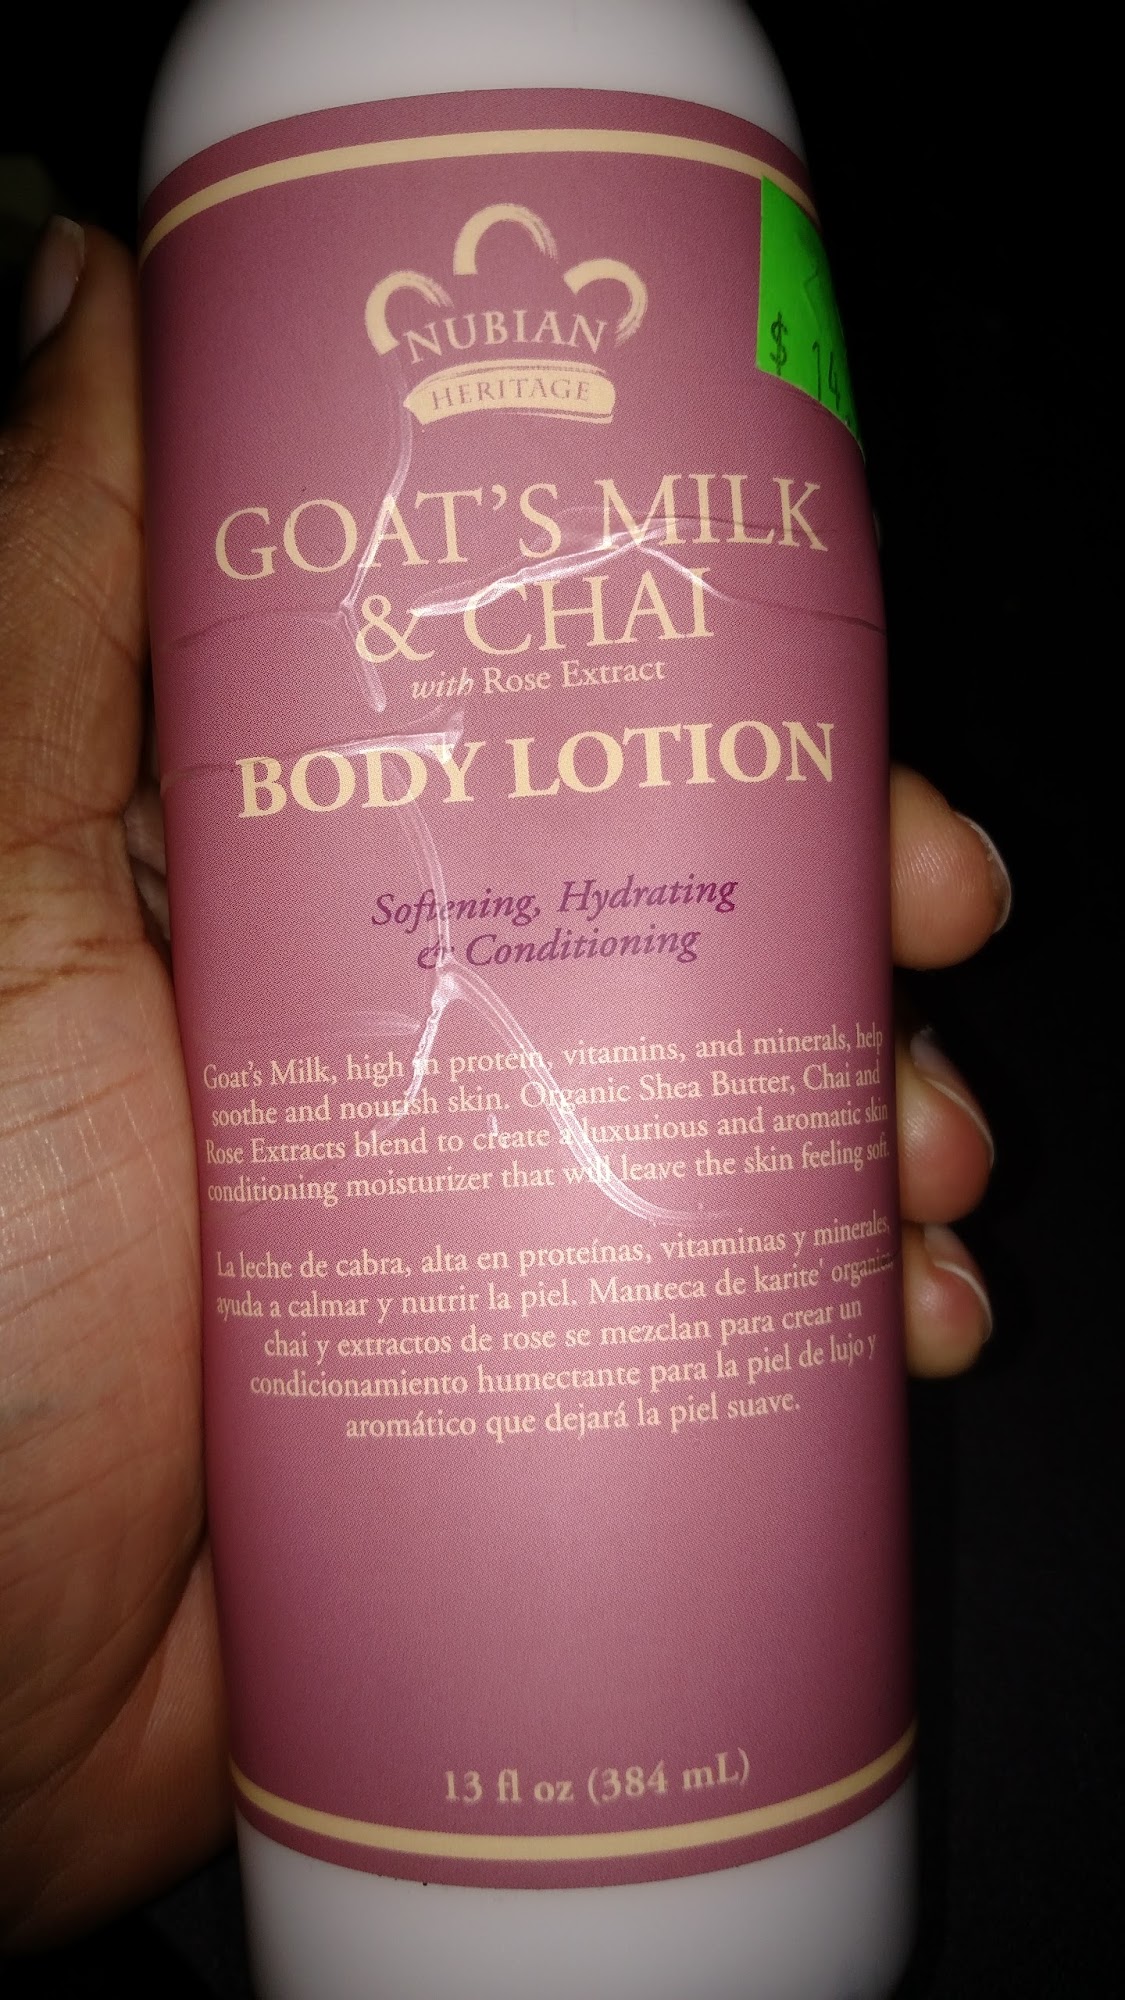 NUBIAN
HERITAGE
$ 14
GOAT'S MILK
& CHAI
with Rose Extract
BODY LOTION
Softening, Hydrating
& Conditioning
Goat's Milk, high in protein, vitamins, and minerals, help
soothe and nourish skin. Organic Shea Butter, Chai and
Rose Extracts blend to create a luxurious and aromatic skin
conditioning moisturizer that will leave the skin feeling soft.
La leche de cabra, alta en proteínas, vitaminas y minerales,
ayuda a calmar y nutrir la piel. Manteca de karite'
chai y extractos de rose se mezclan para crear un
condicionamiento humectante para la piel de lujo y
aromático que dejará la piel suave.
13 fl oz (384 mL)